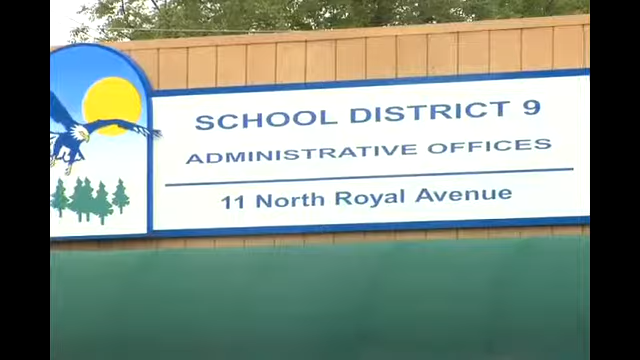 SCHOOL DISTRICT 9
ADMINISTRATIVE OFFICES
11 North Royal Avenue